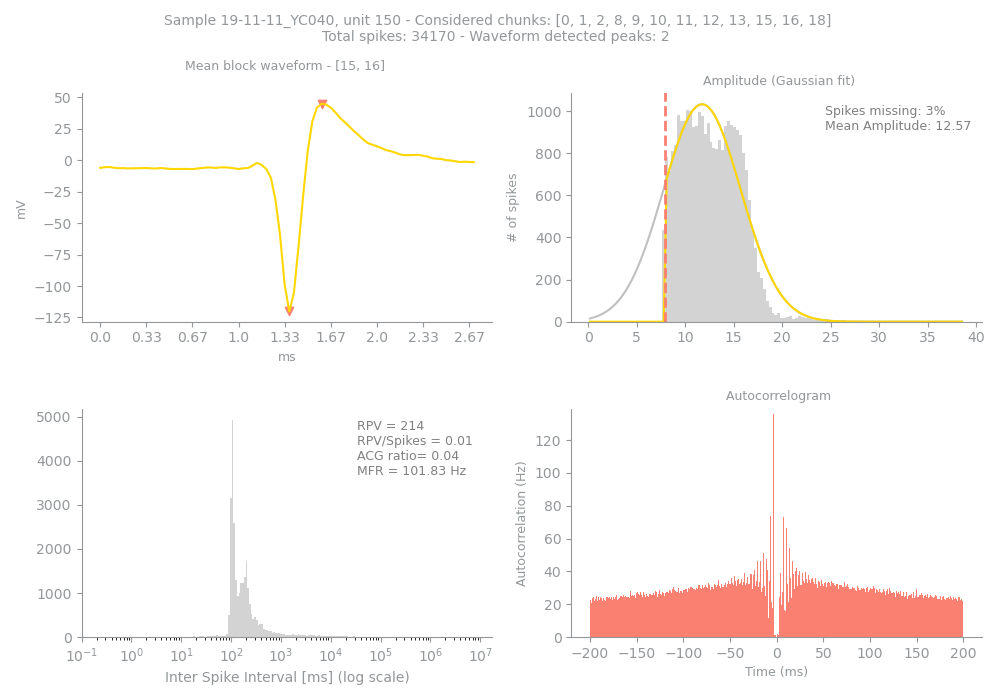 Sample 19-11-11_YC040, unit 150 - Considered chunks: [0, 1, 2, 8, 9, 10, 11, 12, 13, 15, 16, 18]
Total spikes: 34170 - Waveform detected peaks: 2
Mean block waveform - [15, 16]
50
25
0
−25
−50
−75
−100
−125
mV
0.0 0.33 0.67 1.0 1.33 1.67 2.0 2.33 2.67
ms
Amplitude (Gaussian fit)
Spikes missing: 3%
Mean Amplitude: 12.57
1000
800
600
400
200
0
# of spikes
0 5 10 15 20 25 30 35 40
5000
4000
3000
2000
1000
0
RPV = 214
RPV/Spikes = 0.01
ACG ratio= 0.04
MFR = 101.83 Hz
10⁻¹ 10⁰ 10¹ 10² 10³ 10⁴ 10⁵ 10⁶ 10⁷
Inter Spike Interval [ms] (log scale)
Autocorrelogram
120
100
80
60
40
20
0
Autocorrelation (Hz)
−200 −150 −100 −50 0 50 100 150 200
Time (ms)